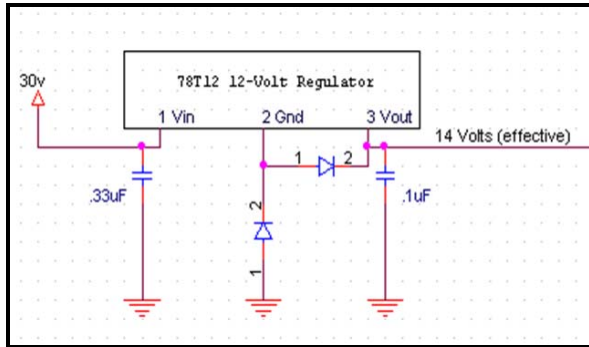 78T12 12-Volt Regulator
30v
1 Vin
2 Gnd
3 Vout
14 Volts (effective)
1
2
.33uF
.1uF
2
1